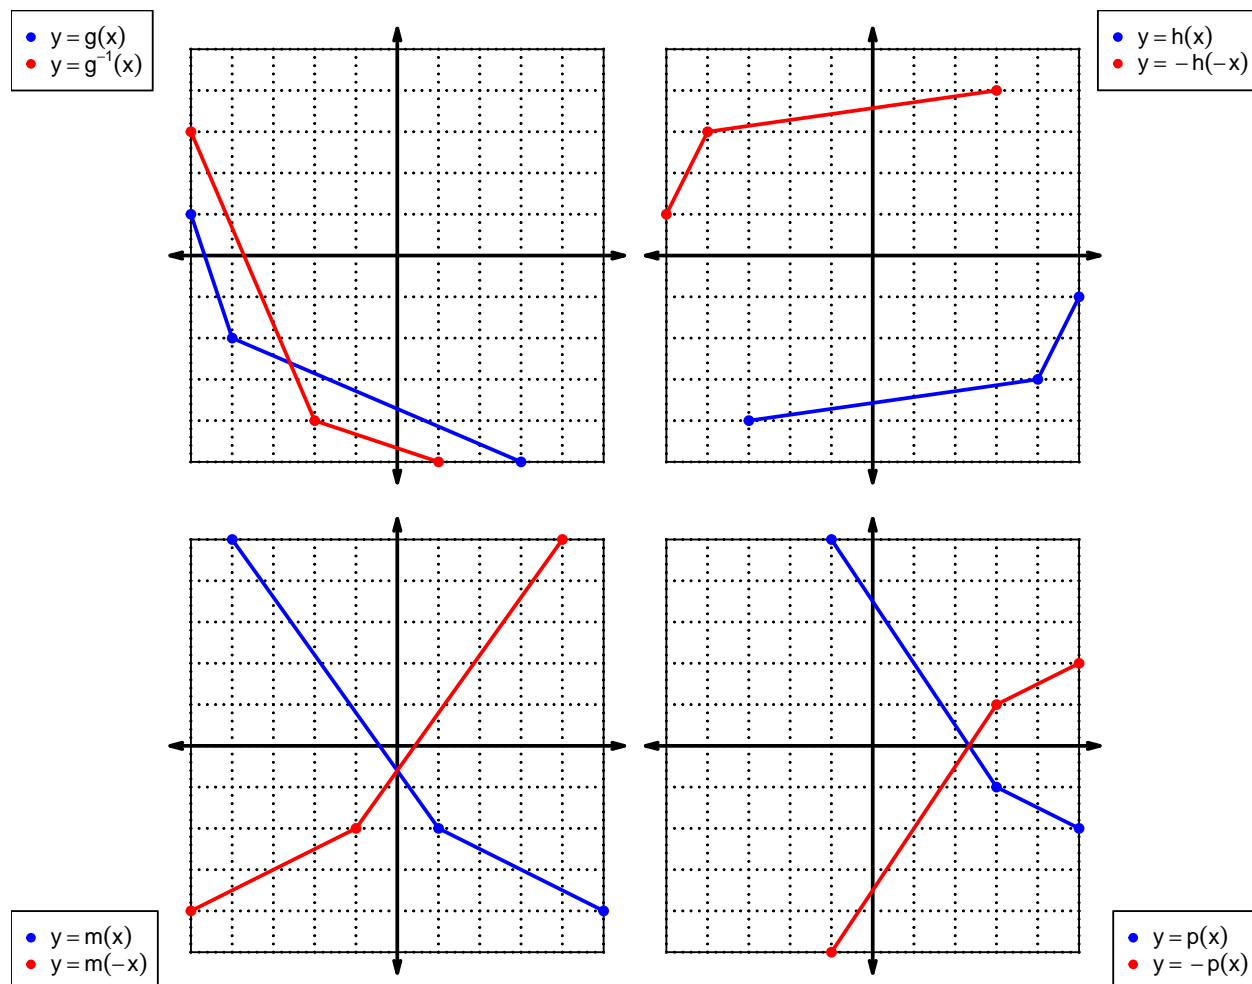 y = g(x)
y = g⁻¹(x)
y = h(x)
y = −h(−x)
y = m(x)
y = m(−x)
y = p(x)
y = −p(x)